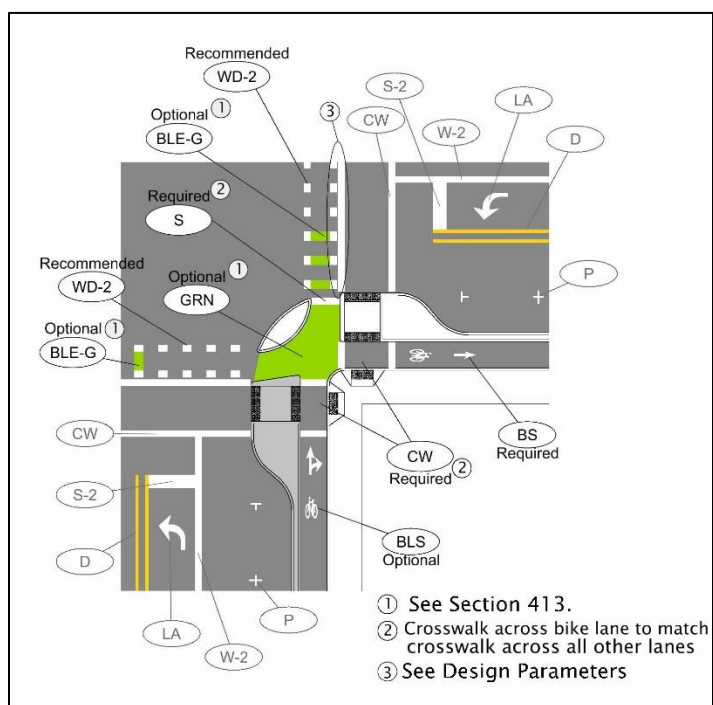 Recommended
WD-2
Optional ①
BLE-G
③
S-2
CW
LA
W-2
D
Required ②
S
Recommended
WD-2
Optional ①
GRN
P
Optional ①
BLE-G
BS
Required
CW
CW
Required ②
S-2
BLS
Optional
D
LA
W-2
P
① See Section 413.
② Crosswalk across bike lane to match
crosswalk across all other lanes
③ See Design Parameters